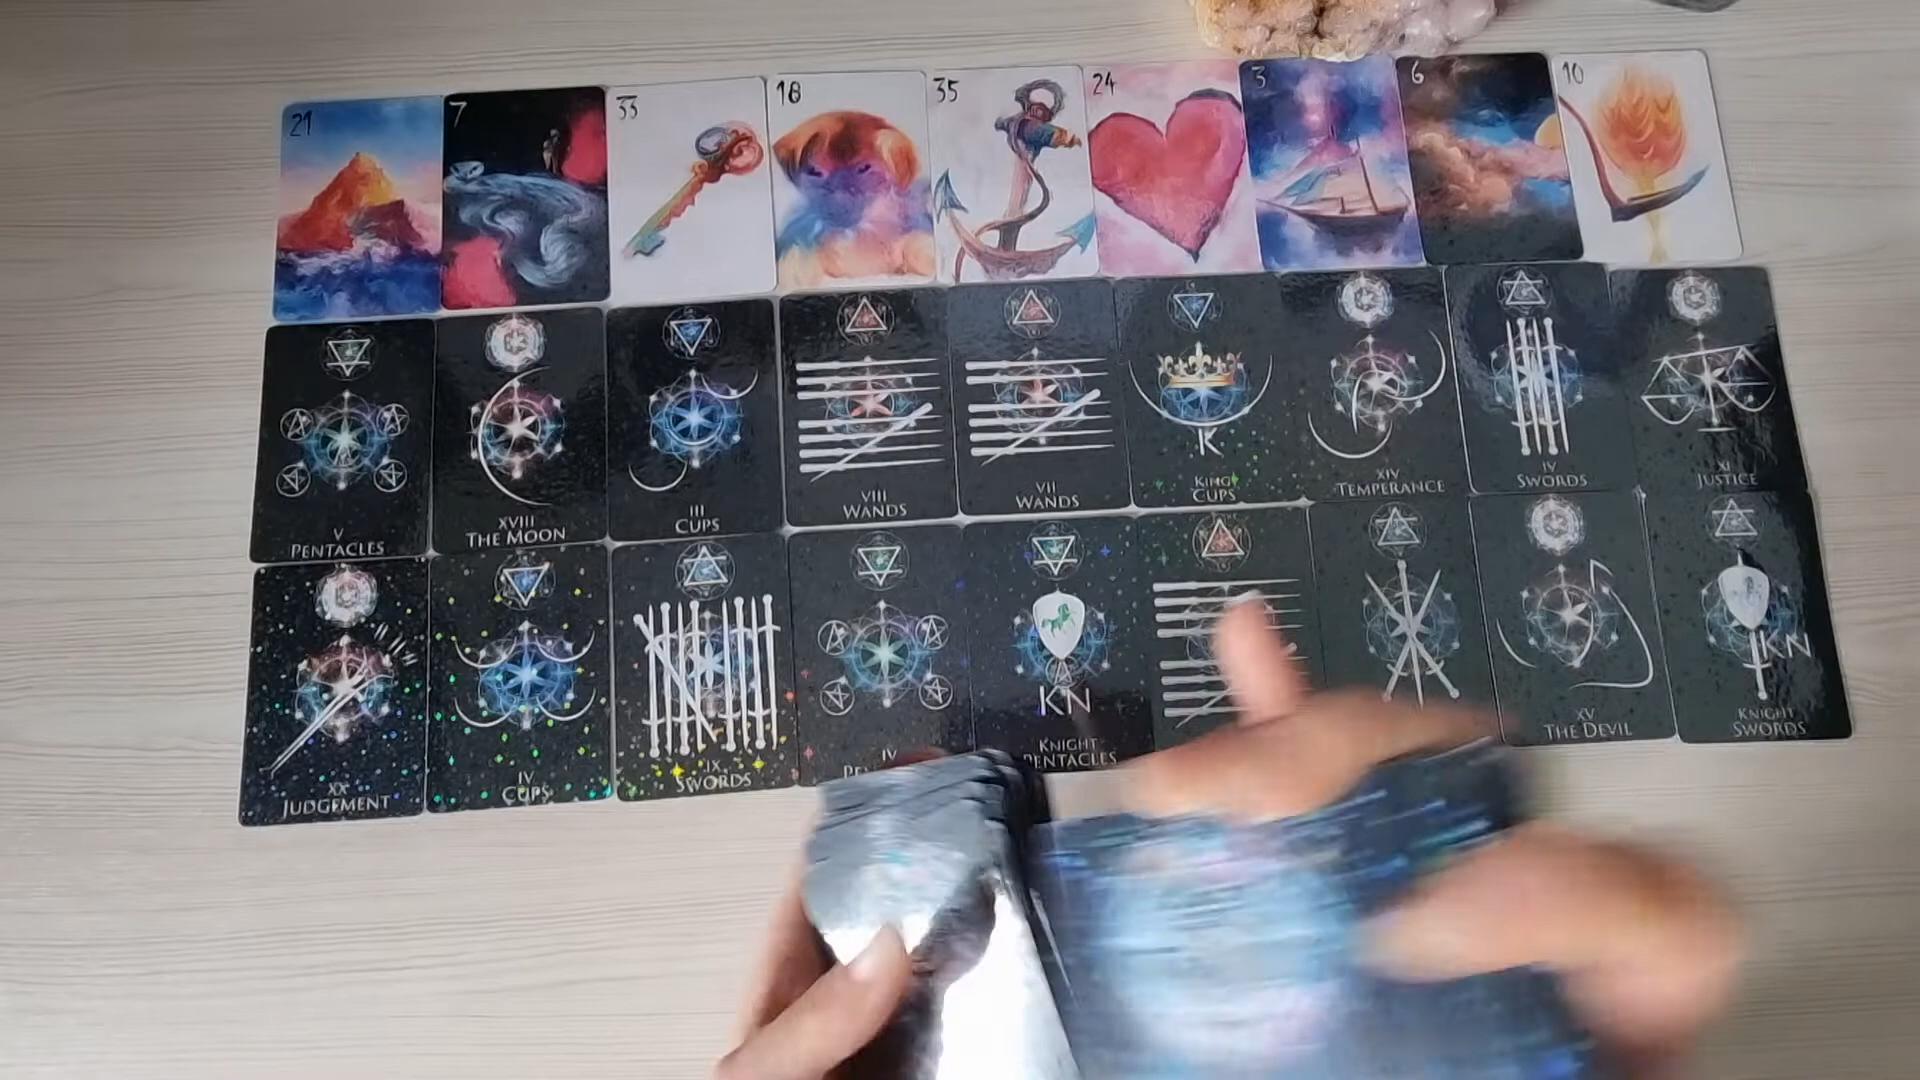 21
7
33
18
35
24
3
6
10
V
PENTACLES
XVIII
THE MOON
III
CUPS
VIII
WANDS
VII
WANDS
K
KING
CUPS
XIV
TEMPERANCE
IV
SWORDS
XI
JUSTICE
XX
JUDGEMENT
IV
CUPS
IX
SWORDS
IV
KN
KNIGHT
PENTACLES
XV
THE DEVIL
KN
KNIGHT
SWORDS